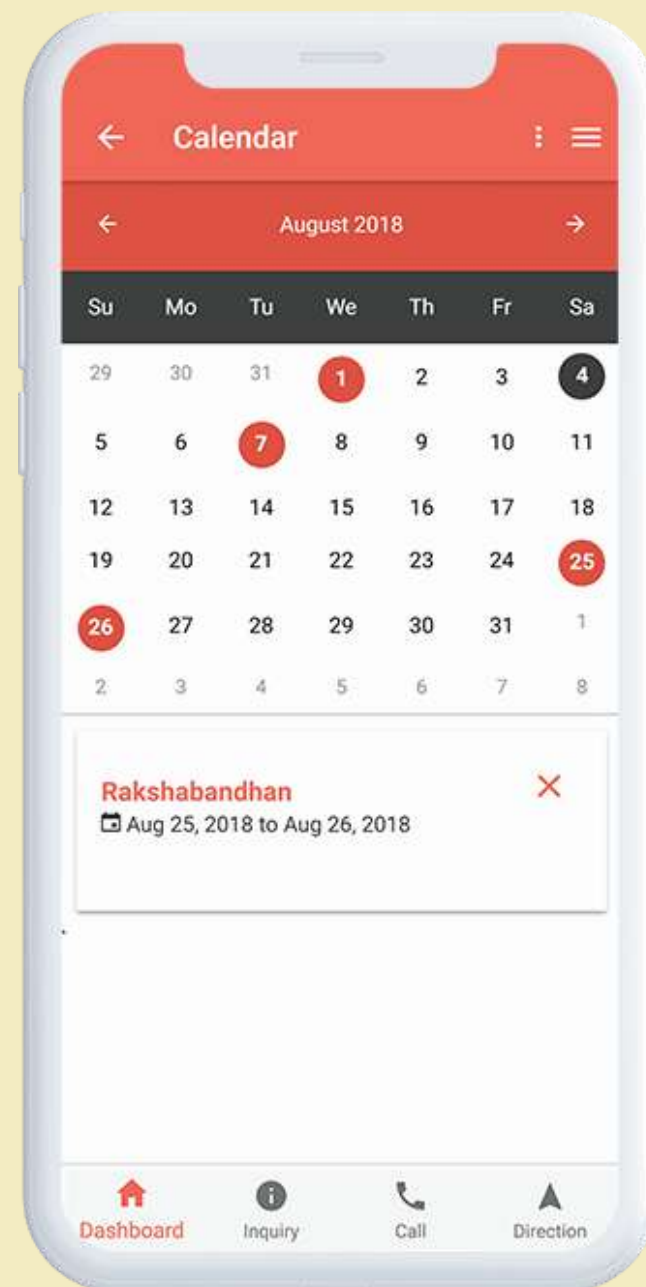 Calendar
August 2018
Su Mo Tu We Th Fr Sa
29 30 31 1 2 3 4
5 6 7 8 9 10 11
12 13 14 15 16 17 18
19 20 21 22 23 24 25
26 27 28 29 30 31 1
2 3 4 5 6 7 8
Rakshabandhan
Aug 25, 2018 to Aug 26, 2018
Dashboard Inquiry Call Direction